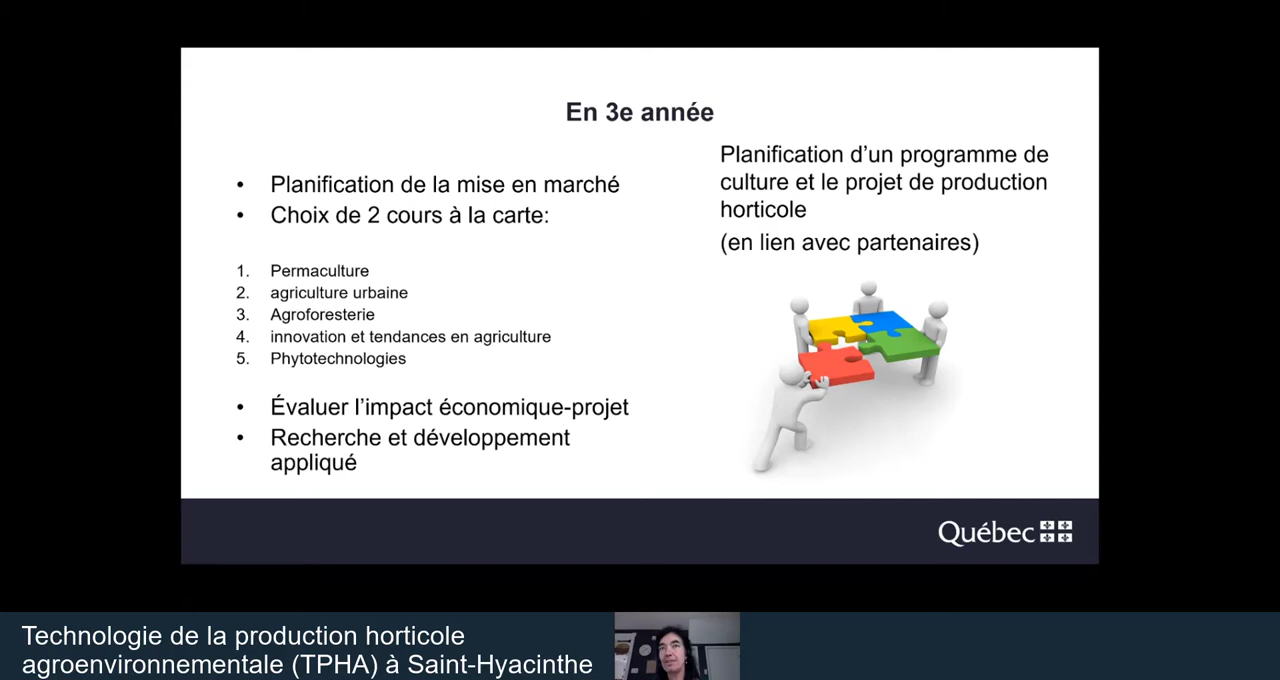 En 3e année
• Planification de la mise en marché
• Choix de 2 cours à la carte:
1. Permaculture
2. agriculture urbaine
3. Agroforesterie
4. innovation et tendances en agriculture
5. Phytotechnologies
• Évaluer l’impact économique-projet
• Recherche et développement
appliqué
Planification d’un programme de
culture et le projet de production
horticole
(en lien avec partenaires)
Québec
Technologie de la production horticole
agroenvironnementale (TPHA) à Saint-Hyacinthe